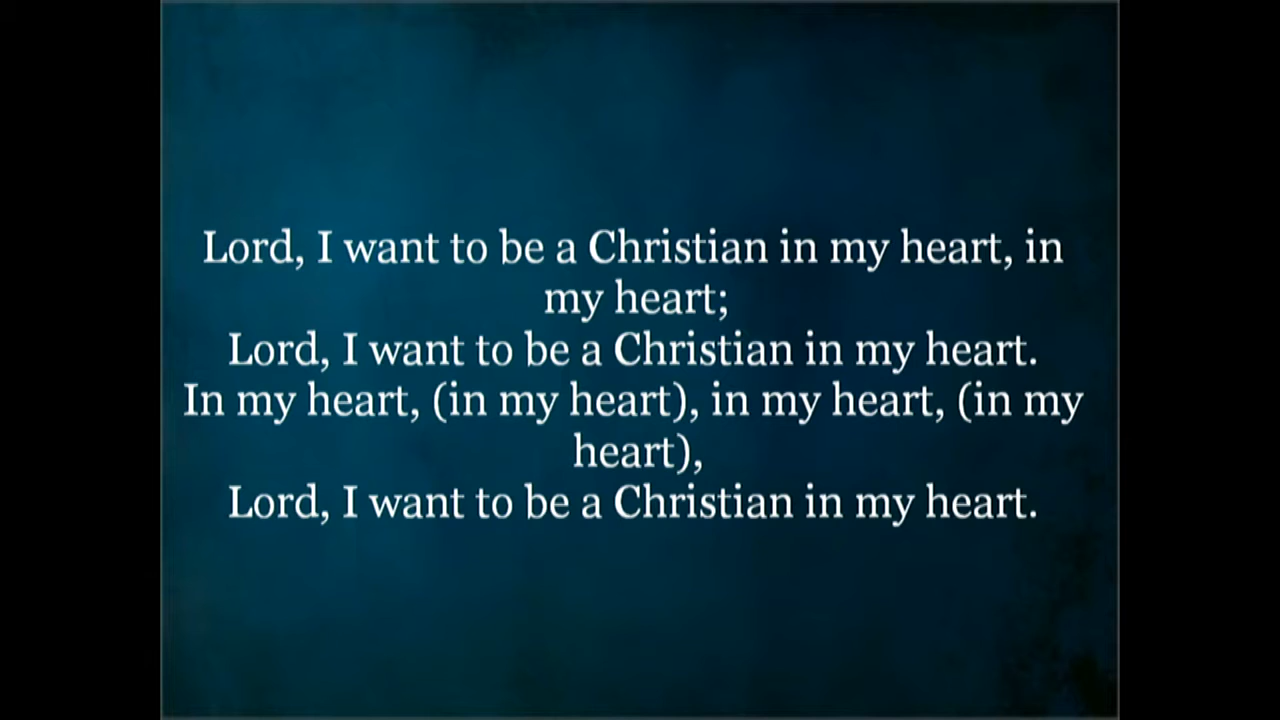 Lord, I want to be a Christian in my heart, in
my heart;
Lord, I want to be a Christian in my heart.
In my heart, (in my heart), in my heart, (in my
heart),
Lord, I want to be a Christian in my heart.